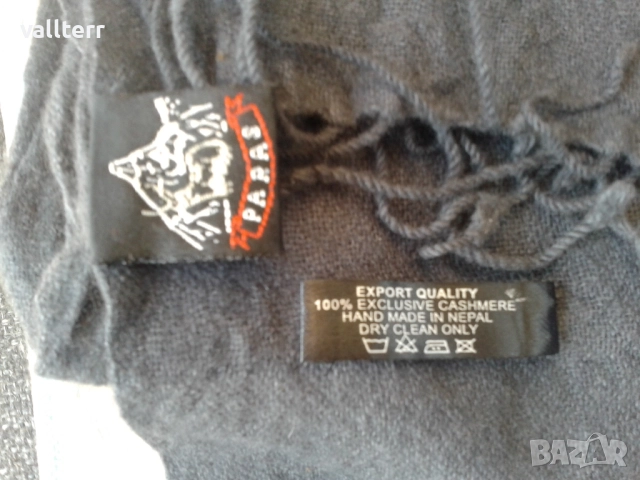 vallterr
PARAS
EXPORT QUALITY
100% EXCLUSIVE CASHMERE
HAND MADE IN NEPAL
DRY CLEAN ONLY
BAZAR